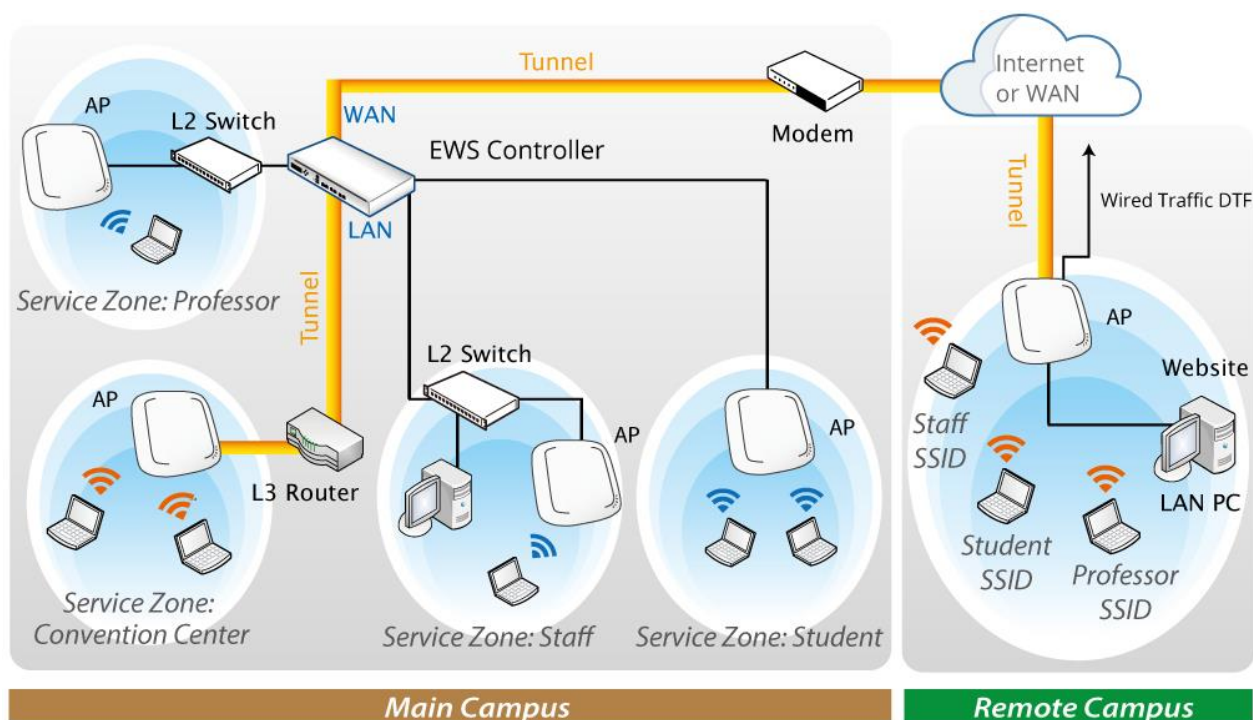 Tunnel
Internet
or WAN
AP
L2 Switch
WAN
Modem
EWS Controller
LAN
Tunnel
Wired Traffic DTF
Service Zone: Professor
Tunnel
AP
L2 Switch
Website
AP
AP
AP
Staff
SSID
L3 Router
LAN PC
Student
SSID
Professor
SSID
Service Zone:
Convention Center
Service Zone: Staff
Service Zone: Student
Main Campus
Remote Campus